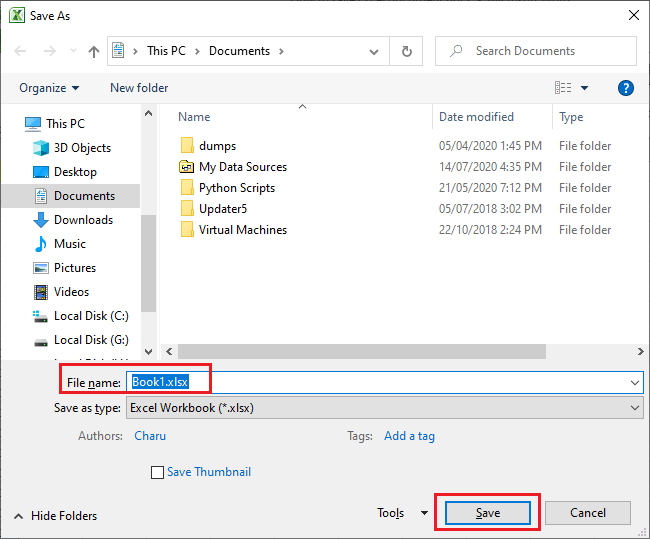 Save As
This PC > Documents >
Search Documents
Organize
New folder
?
Name
Date modified
Type
This PC
3D Objects
Desktop
Documents
Downloads
Music
Pictures
Videos
Local Disk (C:)
Local Disk (G:)
dumps 05/04/2020 1:45 PM File folder
My Data Sources 14/07/2020 4:35 PM File folder
Python Scripts 21/05/2020 7:12 PM File folder
Updater5 05/07/2018 3:02 PM File folder
Virtual Machines 22/10/2018 2:24 PM File folder
File name: Book1.xlsx
Save as type: Excel Workbook (*.xlsx)
Authors: Charu
Tags: Add a tag
Save Thumbnail
Hide Folders
Tools
Save
Cancel